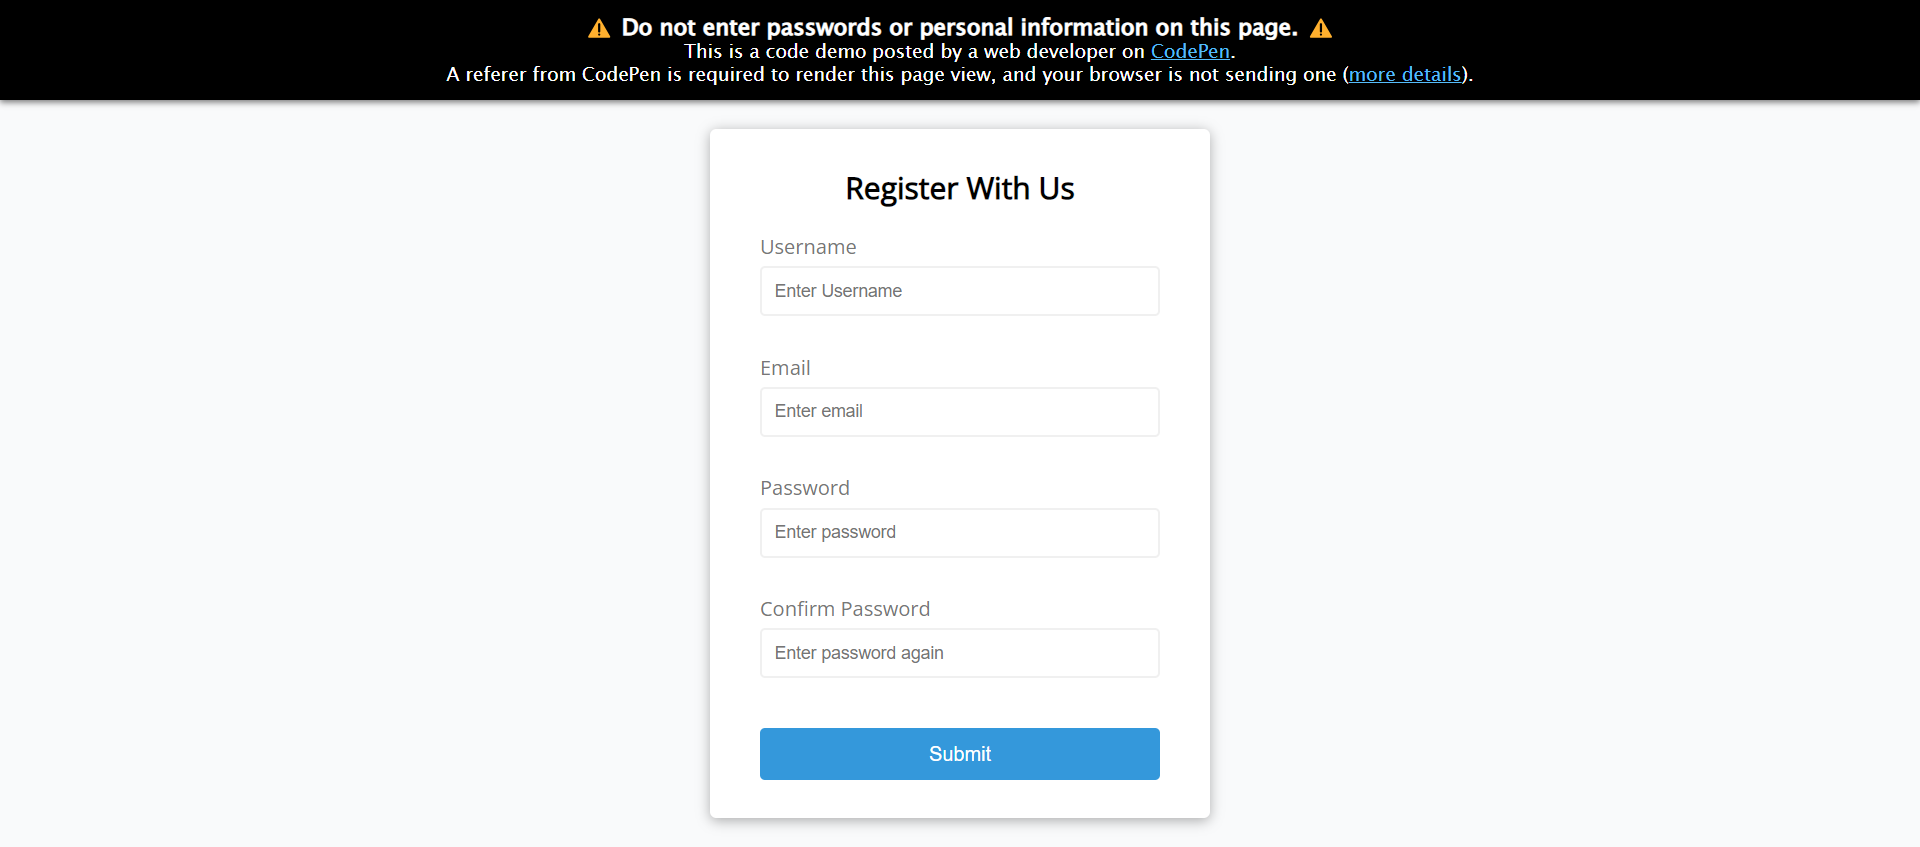 ⚠️ Do not enter passwords or personal information on this page. ⚠️
This is a code demo posted by a web developer on CodePen.
A referer from CodePen is required to render this page view, and your browser is not sending one (more details).
Register With Us
Username
Enter Username
Email
Enter email
Password
Enter password
Confirm Password
Enter password again
Submit